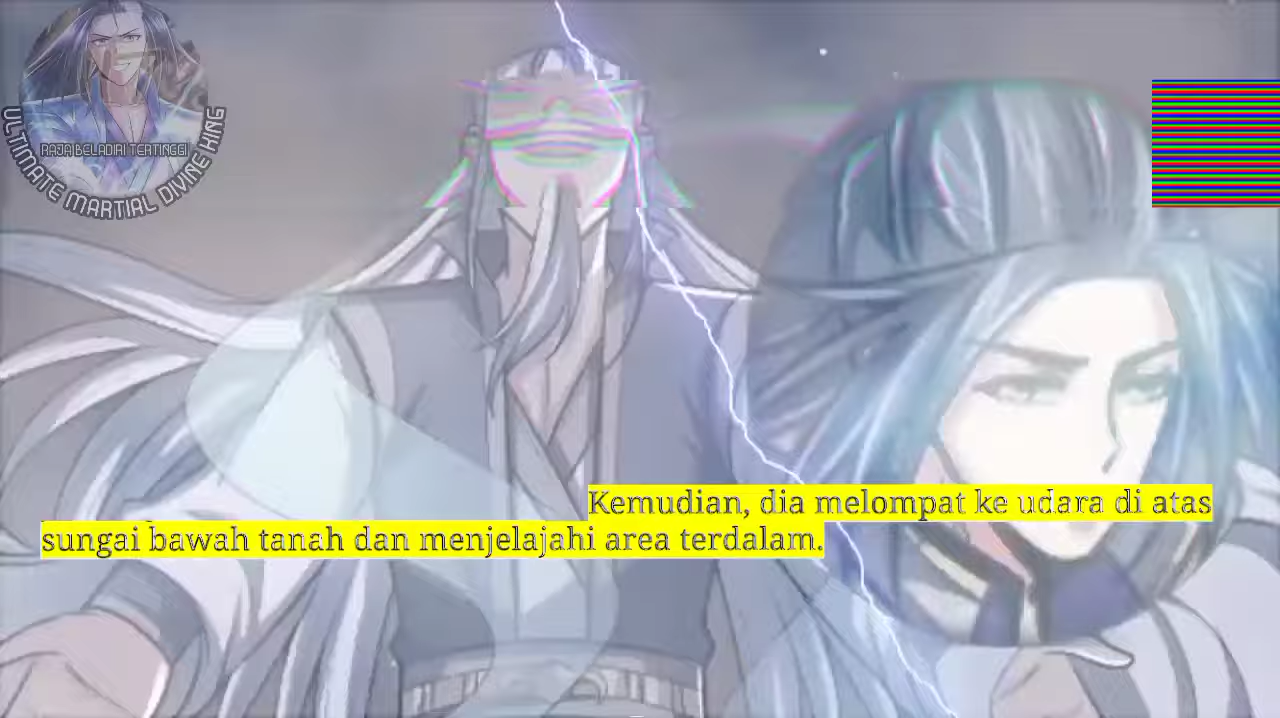 RAJA BELADIRI TERTINGGI
ULTIMATE MARTIAL DIVINE KING
Kemudian, dia melompat ke udara di atas
sungai bawah tanah dan menjelajahi area terdalam.